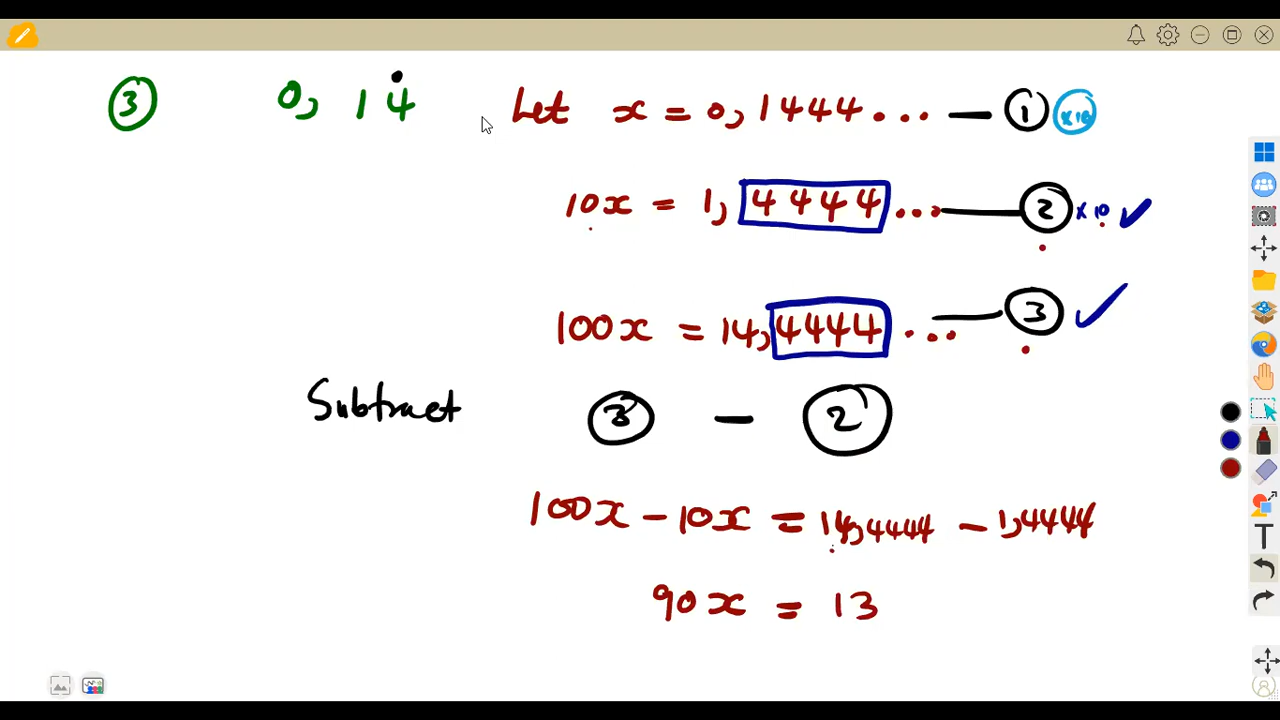 ③ 0, 14̇ Let x = 0,1444... — ① ×10
10x = 1,4444... — ② ×10 ✓
100x = 14,4444... — ③ ✓
Subtract ③ — ②
100x – 10x = 14,4444 – 1,4444
90x = 13
T